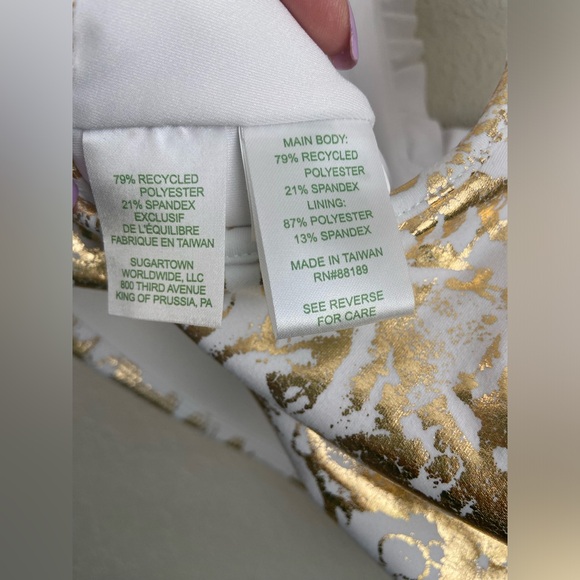 79% RECYCLED
POLYESTER
21% SPANDEX
EXCLUSIF
DE L'ÉQUILIBRE
FABRIQUE EN TAIWAN
SUGARTOWN
WORLDWIDE, LLC
800 THIRD AVENUE
KING OF PRUSSIA, PA
MAIN BODY:
79% RECYCLED
POLYESTER
21% SPANDEX
LINING:
87% POLYESTER
13% SPANDEX
MADE IN TAIWAN
RN#88189
SEE REVERSE
FOR CARE